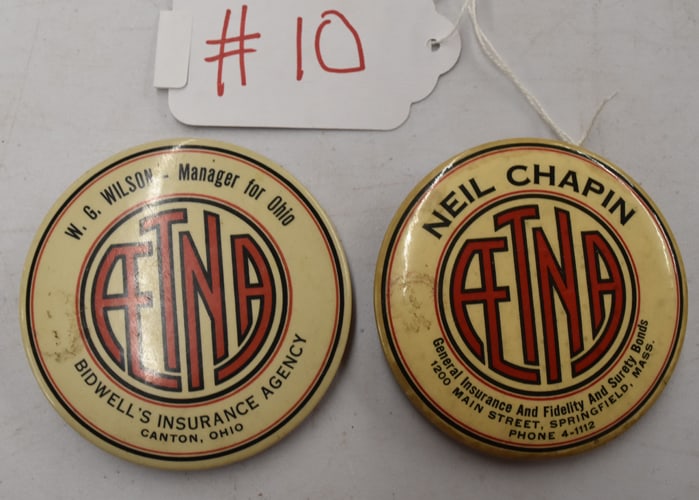 # 10
W. G. WILSON - Manager for Ohio
ÆTNA
BIDWELL'S INSURANCE AGENCY
CANTON, OHIO
NEIL CHAPIN
ÆTNA
General Insurance And Fidelity And Surety Bonds
1200 MAIN STREET, SPRINGFIELD, MASS.
PHONE 4-1112